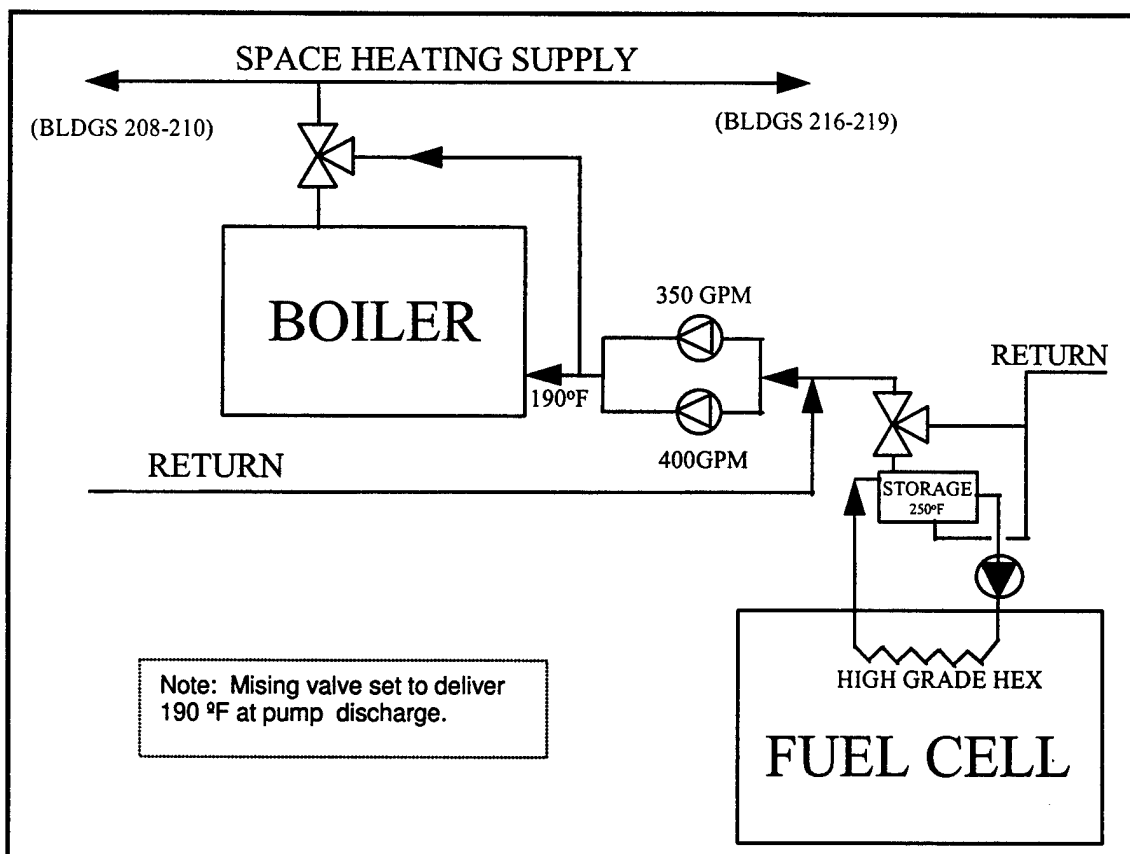 SPACE HEATING SUPPLY
(BLDGS 208-210)
(BLDGS 216-219)
BOILER
350 GPM
RETURN
190ºF
400GPM
RETURN
STORAGE
250ºF
HIGH GRADE HEX
Note: Mising valve set to deliver
190 ºF at pump discharge.
FUEL CELL